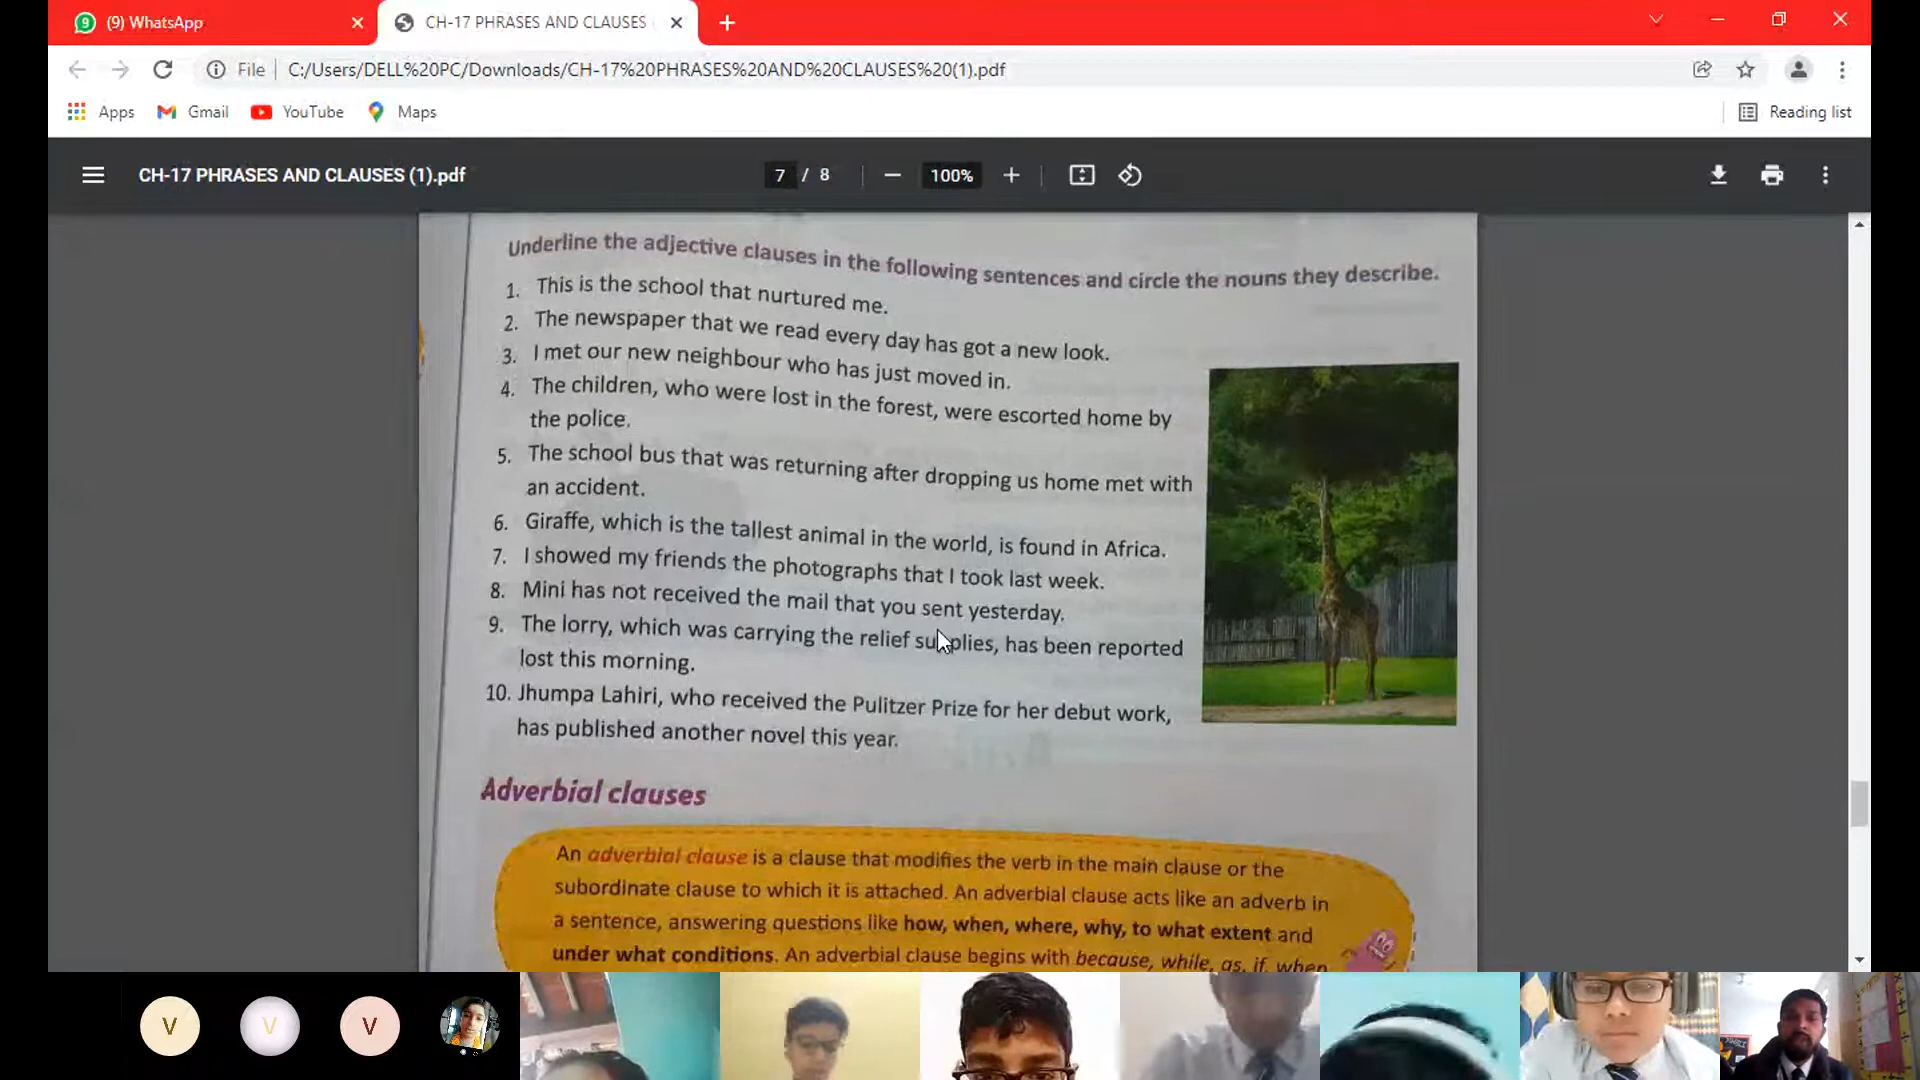 9 (9) WhatsApp CH-17 PHRASES AND CLAUSES
File C:/Users/DELL%20PC/Downloads/CH-17%20PHRASES%20AND%20CLAUSES%20(1).pdf
Apps Gmail YouTube Maps Reading list
CH-17 PHRASES AND CLAUSES (1).pdf 7 / 8 100%
Underline the adjective clauses in the following sentences and circle the nouns they describe.
1. This is the school that nurtured me.
2. The newspaper that we read every day has got a new look.
3. I met our new neighbour who has just moved in.
4. The children, who were lost in the forest, were escorted home by
the police.
5. The school bus that was returning after dropping us home met with
an accident.
6. Giraffe, which is the tallest animal in the world, is found in Africa.
7. I showed my friends the photographs that I took last week.
8. Mini has not received the mail that you sent yesterday.
9. The lorry, which was carrying the relief supplies, has been reported
lost this morning.
10. Jhumpa Lahiri, who received the Pulitzer Prize for her debut work,
has published another novel this year.
Adverbial clauses
An adverbial clause is a clause that modifies the verb in the main clause or the
subordinate clause to which it is attached. An adverbial clause acts like an adverb in
a sentence, answering questions like how, when, where, why, to what extent and
under what conditions. An adverbial clause begins with because, while, as, if, when
V V V